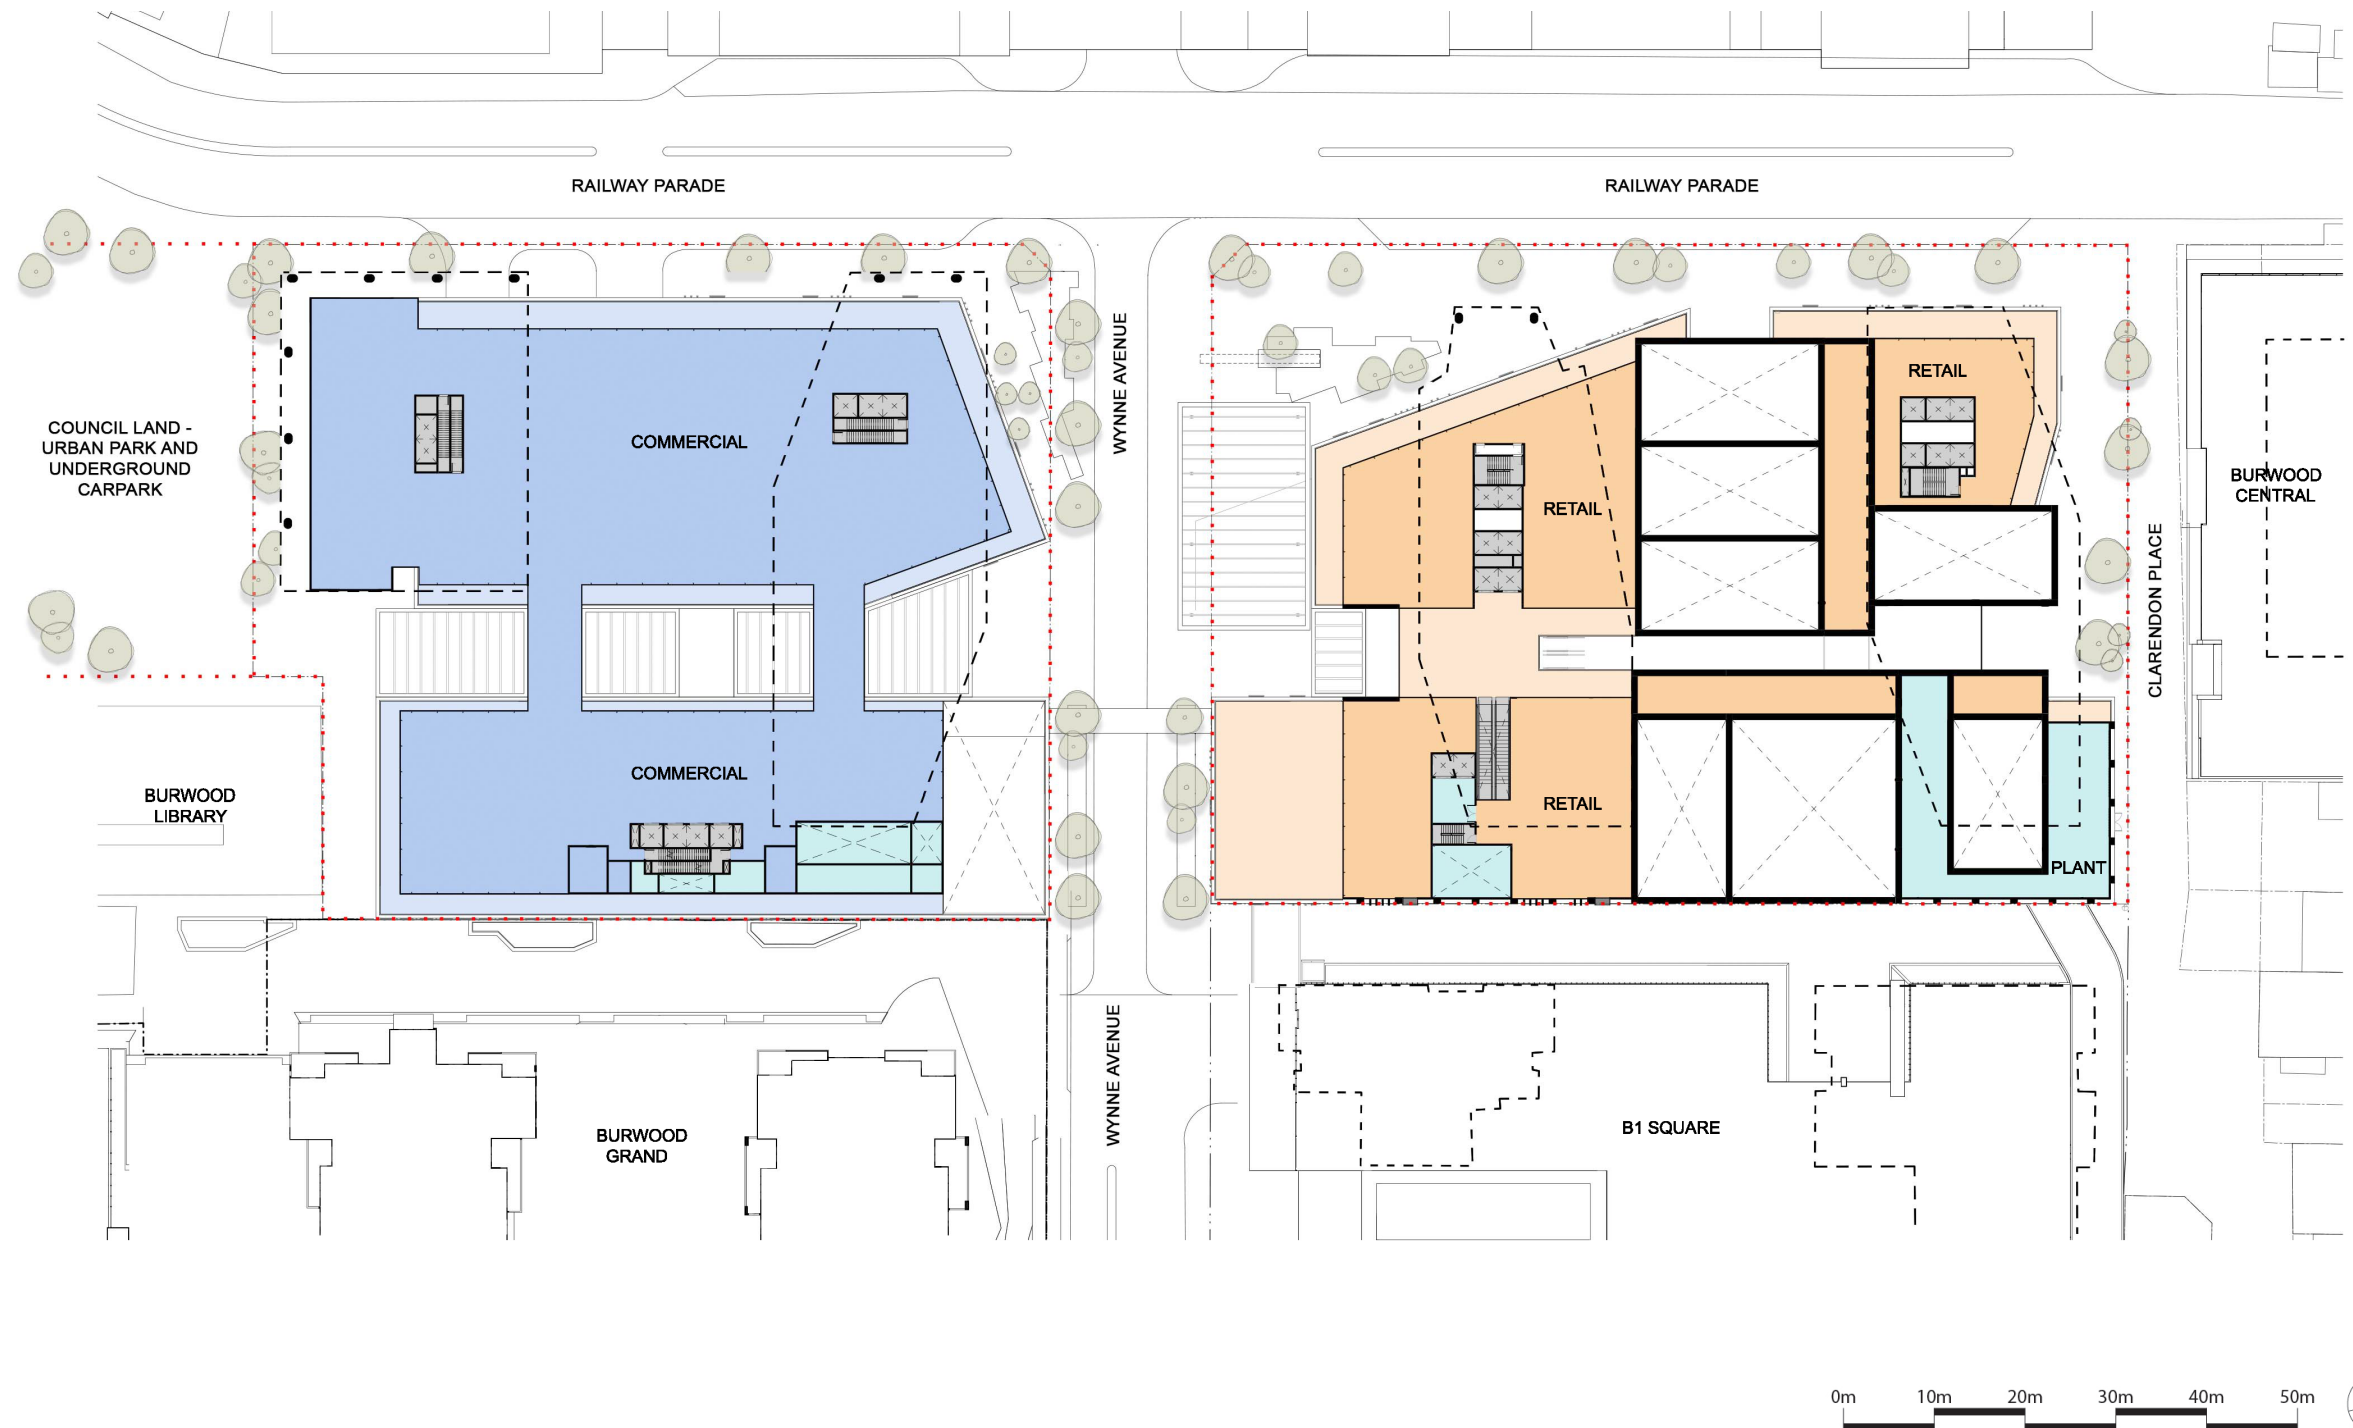 RAILWAY PARADE
RAILWAY PARADE
WYNNE AVENUE
COUNCIL LAND -
URBAN PARK AND
UNDERGROUND
CARPARK
COMMERCIAL
RETAIL
RETAIL
BURWOOD
CENTRAL
CLARENDON PLACE
COMMERCIAL
BURWOOD
LIBRARY
RETAIL
PLANT
WYNNE AVENUE
BURWOOD
GRAND
B1 SQUARE
0m 10m 20m 30m 40m 50m